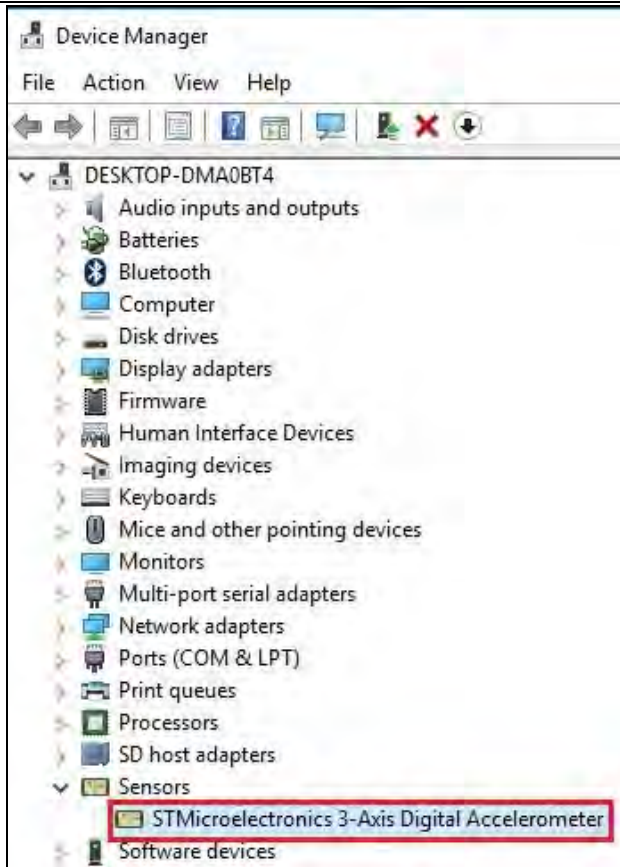 Device Manager
File Action View Help
DESKTOP-DMA0BT4
Audio inputs and outputs
Batteries
Bluetooth
Computer
Disk drives
Display adapters
Firmware
Human Interface Devices
Imaging devices
Keyboards
Mice and other pointing devices
Monitors
Multi-port serial adapters
Network adapters
Ports (COM & LPT)
Print queues
Processors
SD host adapters
Sensors
STMicroelectronics 3-Axis Digital Accelerometer
Software devices